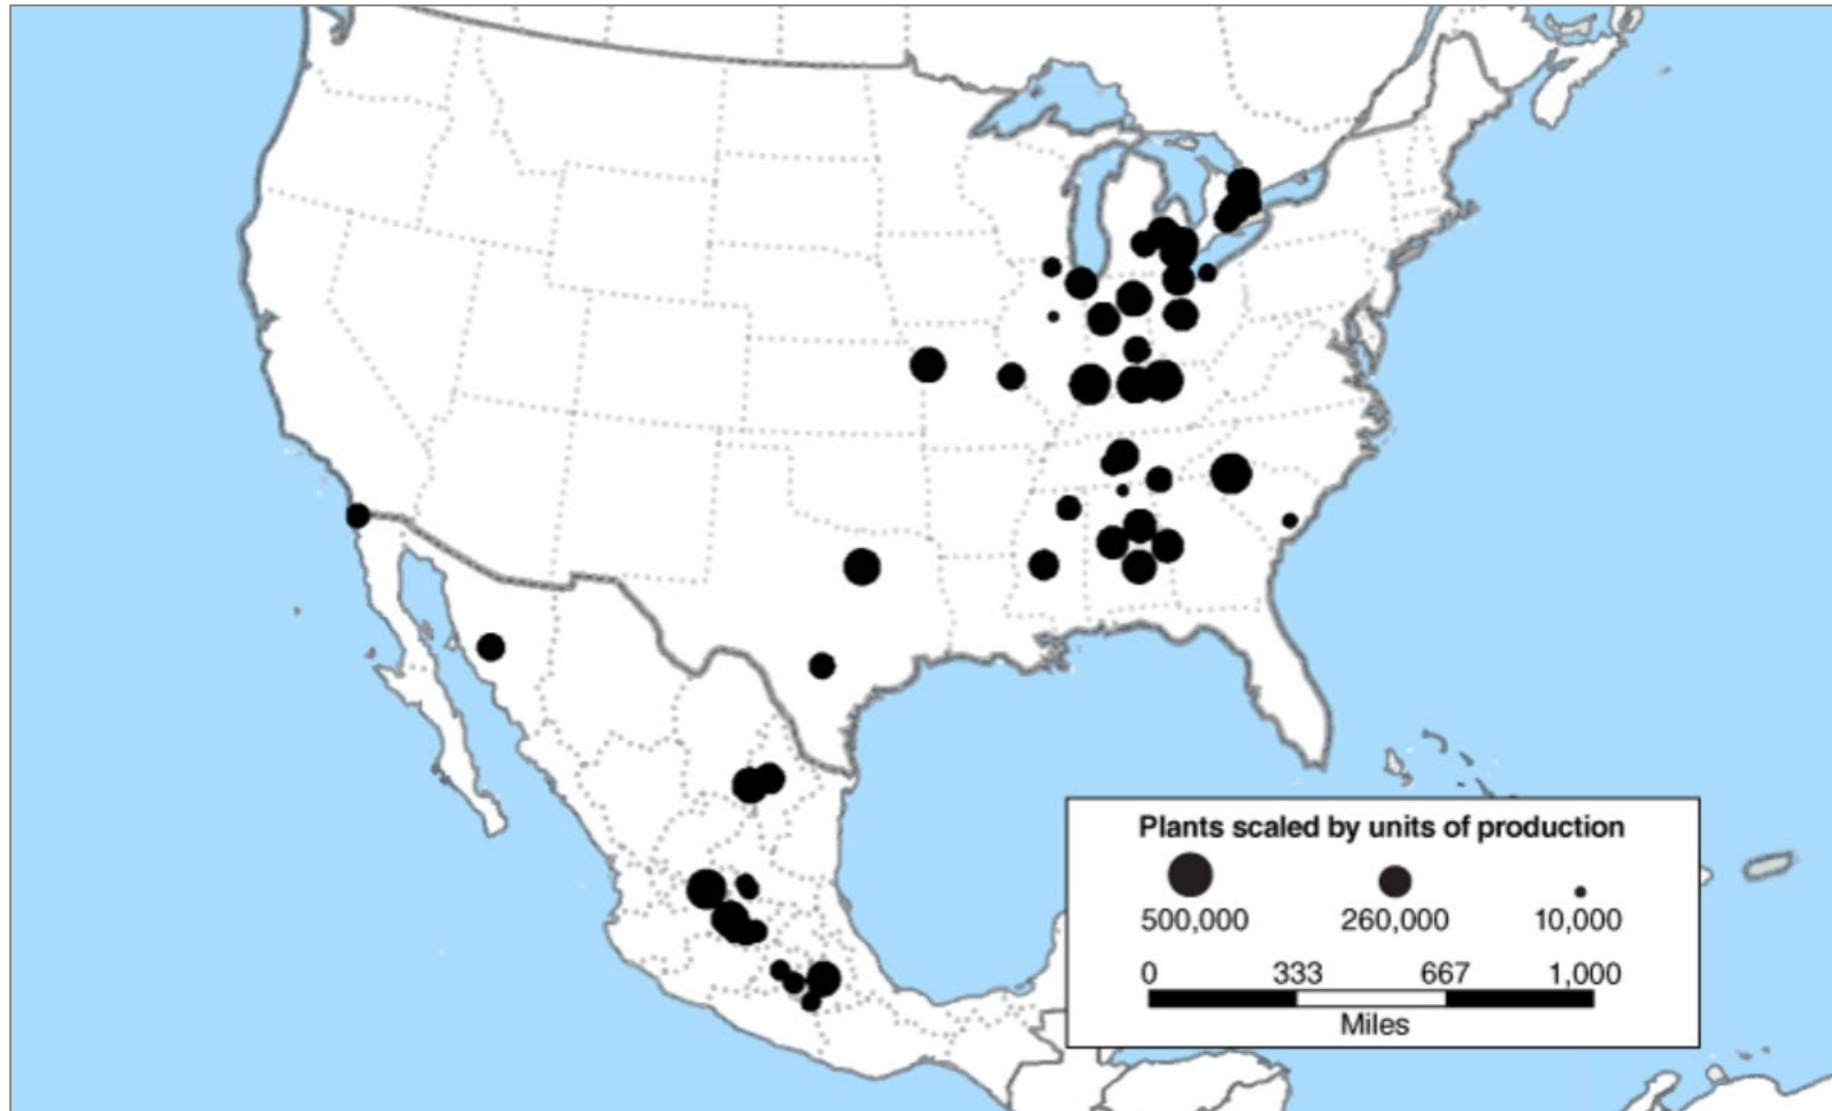 Plants scaled by units of production
500,000 260,000 10,000
0 333 667 1,000
Miles